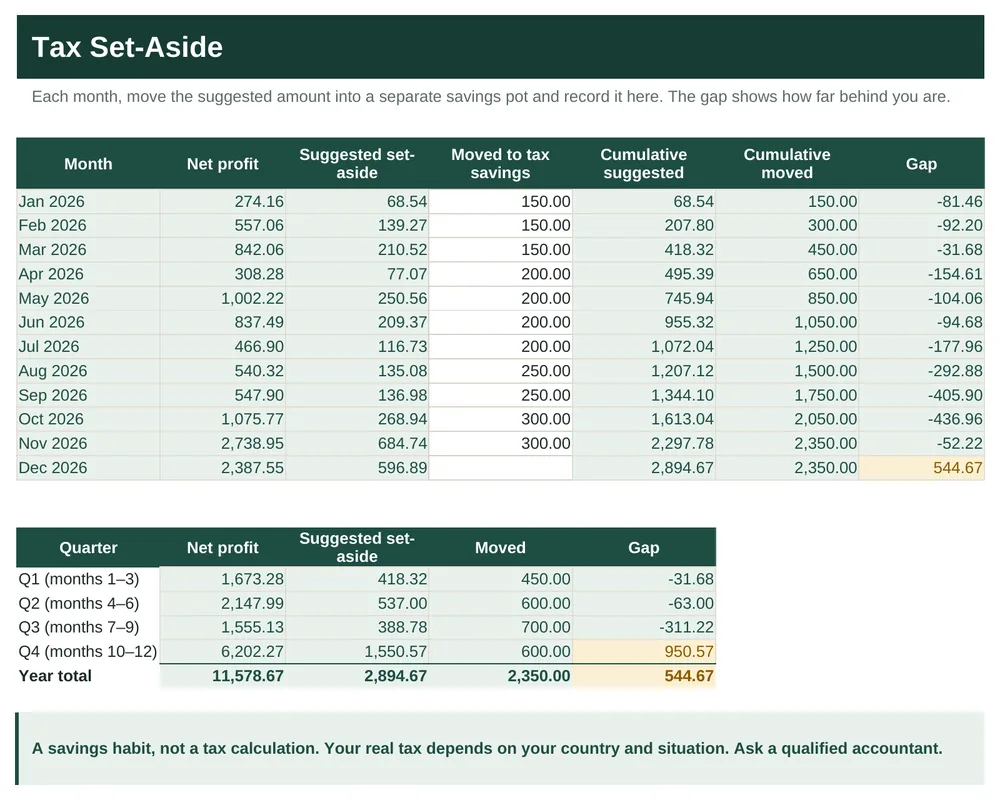 Tax Set-Aside
Each month, move the suggested amount into a separate savings pot and record it here. The gap shows how far behind you are.
Month Net profit Suggested set-aside Moved to tax savings Cumulative suggested Cumulative moved Gap
Jan 2026 274.16 68.54 150.00 68.54 150.00 -81.46
Feb 2026 557.06 139.27 150.00 207.80 300.00 -92.20
Mar 2026 842.06 210.52 150.00 418.32 450.00 -31.68
Apr 2026 308.28 77.07 200.00 495.39 650.00 -154.61
May 2026 1,002.22 250.56 200.00 745.94 850.00 -104.06
Jun 2026 837.49 209.37 200.00 955.32 1,050.00 -94.68
Jul 2026 466.90 116.73 200.00 1,072.04 1,250.00 -177.96
Aug 2026 540.32 135.08 250.00 1,207.12 1,500.00 -292.88
Sep 2026 547.90 136.98 250.00 1,344.10 1,750.00 -405.90
Oct 2026 1,075.77 268.94 300.00 1,613.04 2,050.00 -436.96
Nov 2026 2,738.95 684.74 300.00 2,297.78 2,350.00 -52.22
Dec 2026 2,387.55 596.89 2,894.67 2,350.00 544.67
Quarter Net profit Suggested set-aside Moved Gap
Q1 (months 1–3) 1,673.28 418.32 450.00 -31.68
Q2 (months 4–6) 2,147.99 537.00 600.00 -63.00
Q3 (months 7–9) 1,555.13 388.78 700.00 -311.22
Q4 (months 10–12) 6,202.27 1,550.57 600.00 950.57
Year total 11,578.67 2,894.67 2,350.00 544.67
A savings habit, not a tax calculation. Your real tax depends on your country and situation. Ask a qualified accountant.